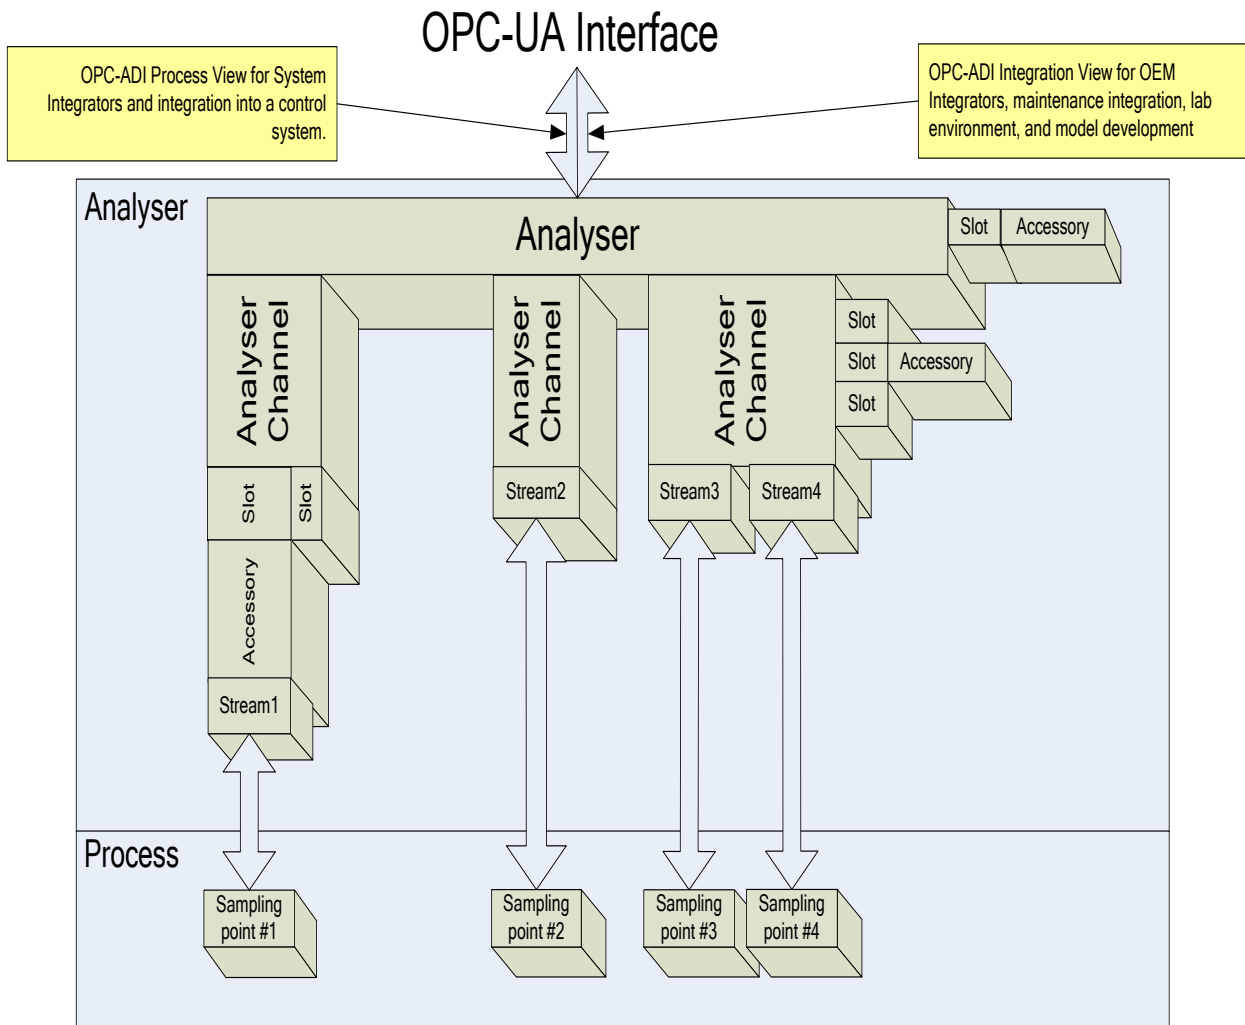 OPC-UA Interface
OPC-ADI Process View for System
Integrators and integration into a control
system.
OPC-ADI Integration View for OEM
Integrators, maintenance integration, lab
environment, and model development
Analyser
Analyser
Slot
Accessory
Analyser
Channel
Analyser
Channel
Analyser
Channel
Slot
Slot
Accessory
Slot
Slot
Slot
Stream2
Stream3
Stream4
Accessory
Stream1
Process
Sampling
point #1
Sampling
point #2
Sampling
point #3
Sampling
point #4